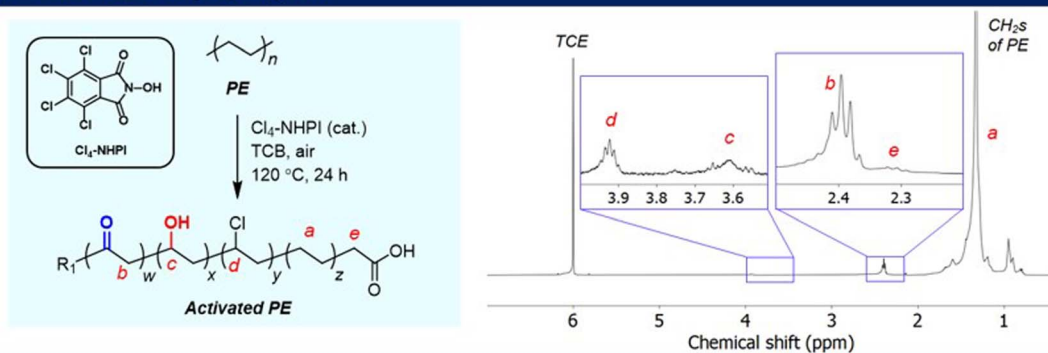 Cl
Cl
Cl
Cl
O
N-OH
O
Cl₄-NHPI
n
PE
Cl₄-NHPI (cat.)
TCB, air
120 °C, 24 h
O
OH
Cl
a
e
OH
R₁
b
w
c
x
d
y
z
O
Activated PE
TCE
CH₂s
of PE
d
c
3.9 3.8 3.7 3.6
b
e
2.4 2.3
a
6 5 4 3 2 1
Chemical shift (ppm)